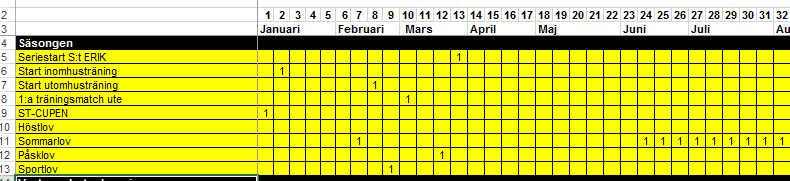 2 1 2 3 4 5 6 7 8 9 10 11 12 13 14 15 16 17 18 19 20 21 22 23 24 25 26 27 28 29 30 31 32
3 Januari Februari Mars April Maj Juni Juli Au
4 Säsongen
5 Seriestart S:t ERIK 1
6 Start inomhusträning 1
7 Start utomhusträning 1
8 1:a träningsmatch ute 1
9 ST-CUPEN 1
10 Höstlov
11 Sommarlov 1 1 1 1 1 1 1 1 1 1
12 Påsklov 1
13 Sportlov 1